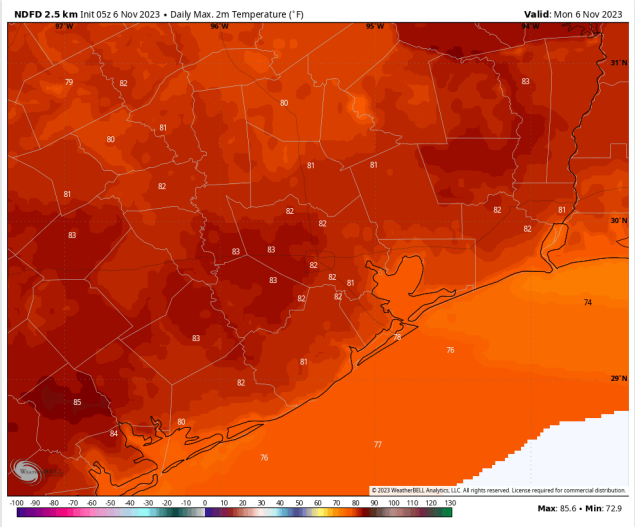 NDFD 2.5 km Init 05z 6 Nov 2023 • Daily Max. 2m Temperature (°F)
Valid: Mon 6 Nov 2023
97°W 96°W 95°W 94°W
31°N
79 82 83
80
81
80
81 81
82
81
82 82 81
30°N
82 82
83
83 83
82
83 82 81
82 82
74
83 78
76
81
29°N
82
85
80
84
77
76
© 2023 WeatherBELL Analytics, LLC. All rights reserved. License required for commercial distribution.
-100 -90 -80 -70 -60 -50 -40 -30 -20 -10 0 10 20 30 40 50 60 70 80 90 100 110 120 130
Max: 85.6 • Min: 72.9